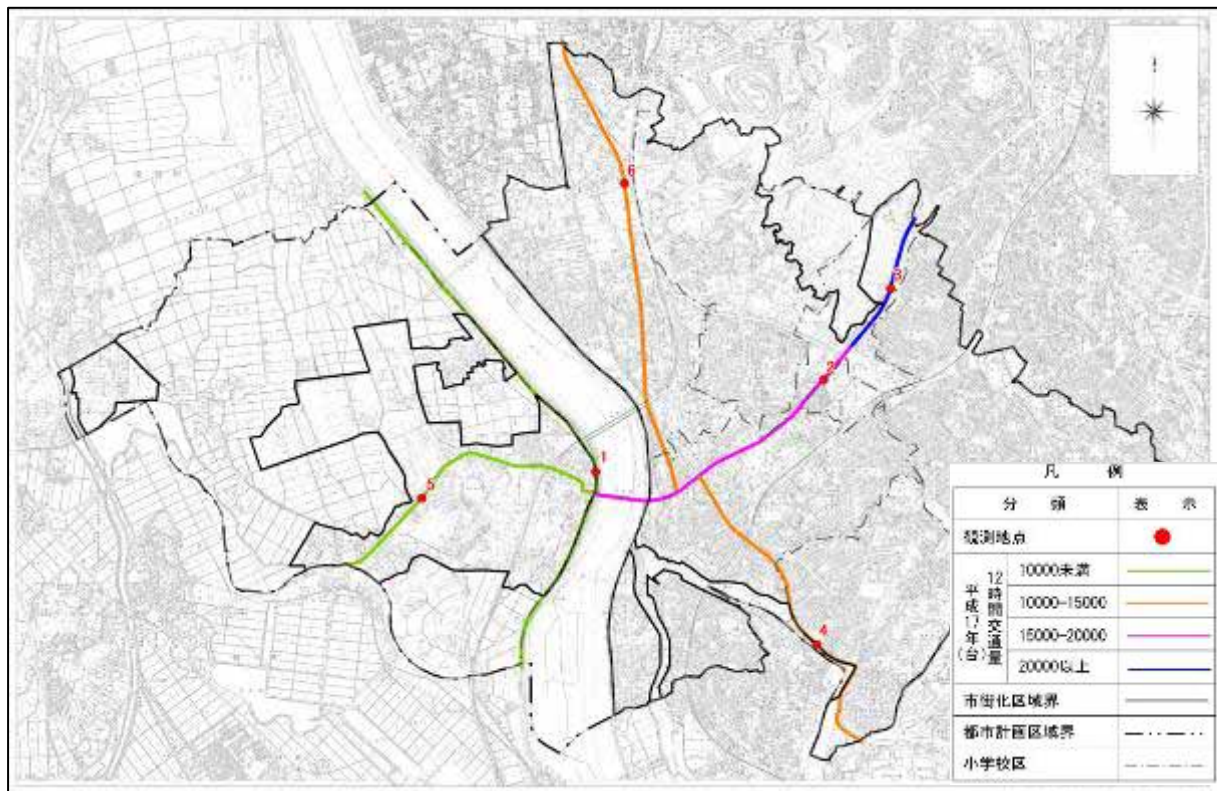 6
3
2
1
5
4
凡 例
分 類 表 示
観測地点
平成17年(台)
12時間交通量
10000未満
10000-15000
15000-20000
20000以上
市街化区域界
都市計画区域界
小学校区